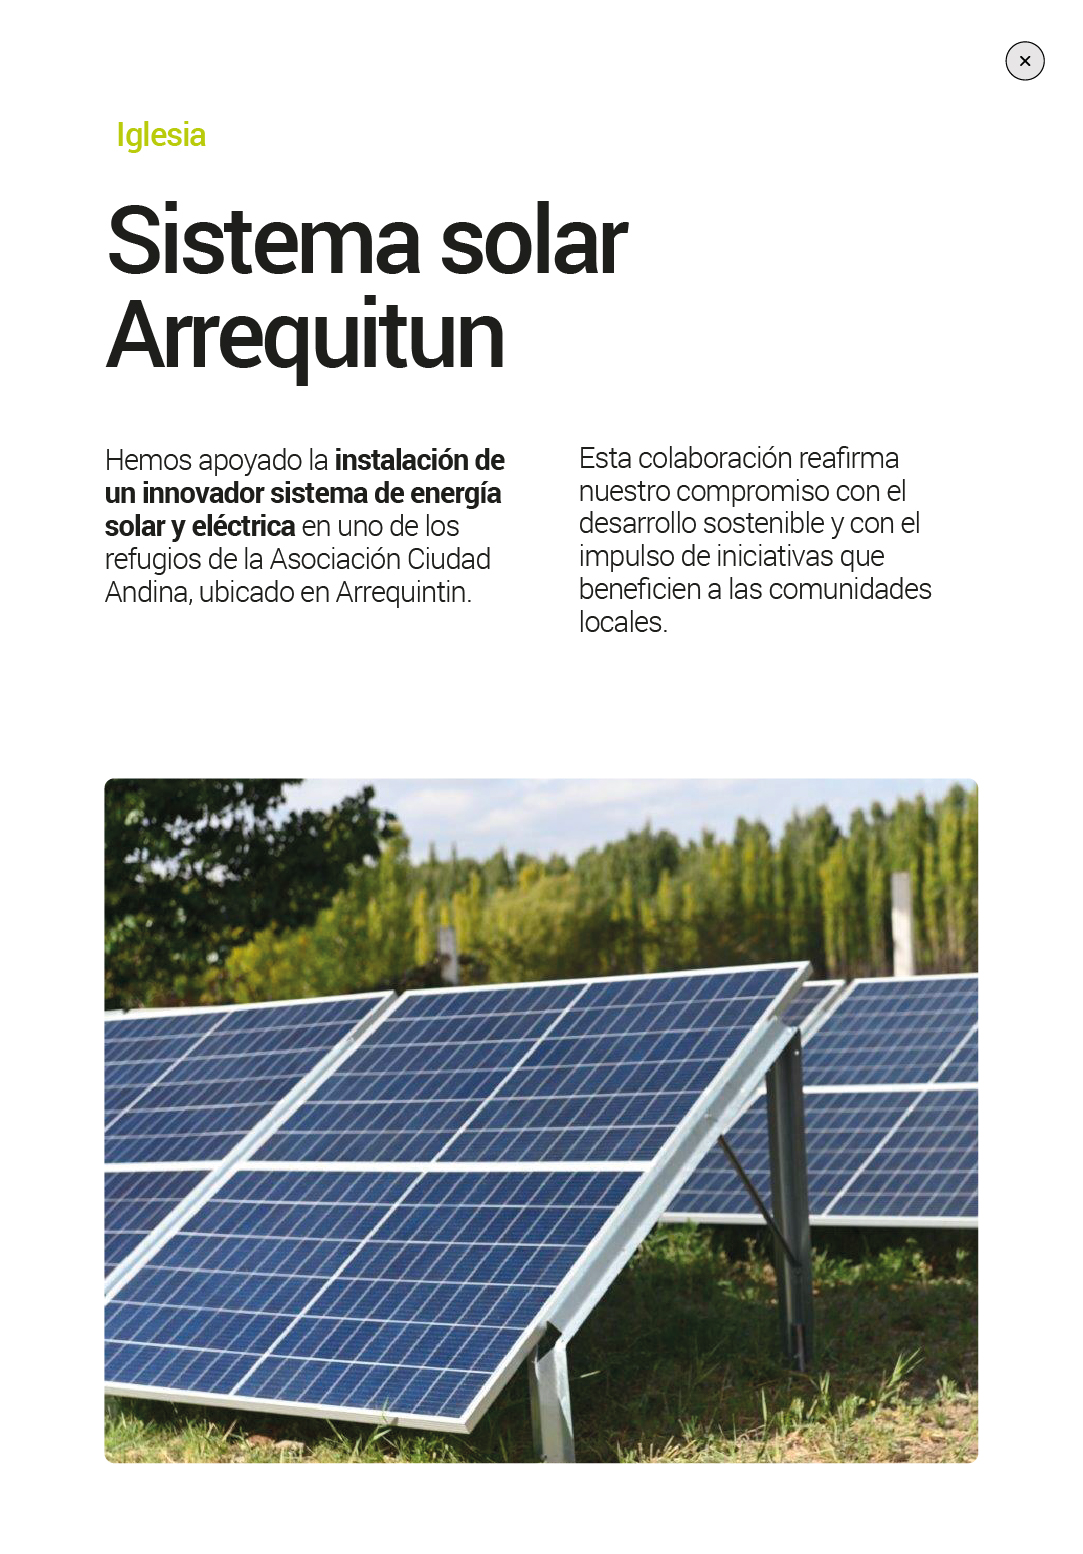 Iglesia
Sistema solar
Arrequitun
Hemos apoyado la instalación de
un innovador sistema de energía
solar y eléctrica en uno de los
refugios de la Asociación Ciudad
Andina, ubicado en Arrequintin.
Esta colaboración reafirma
nuestro compromiso con el
desarrollo sostenible y con el
impulso de iniciativas que
beneficien a las comunidades
locales.